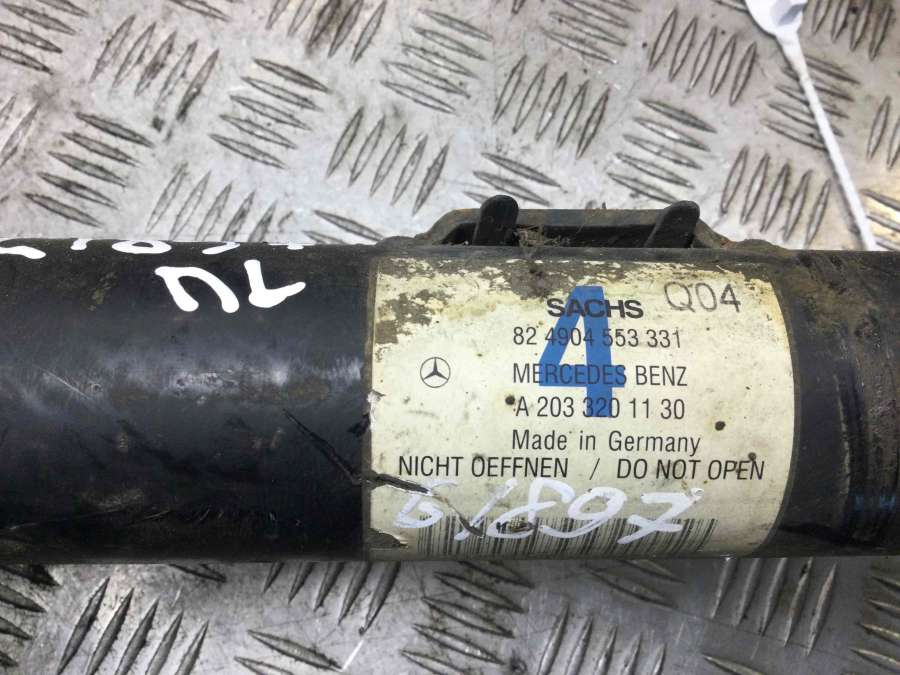 SACHS Q04
82 4904 553 331
4
MERCEDES BENZ
A 203 320 11 30
Made in Germany
NICHT OEFFNEN / DO NOT OPEN